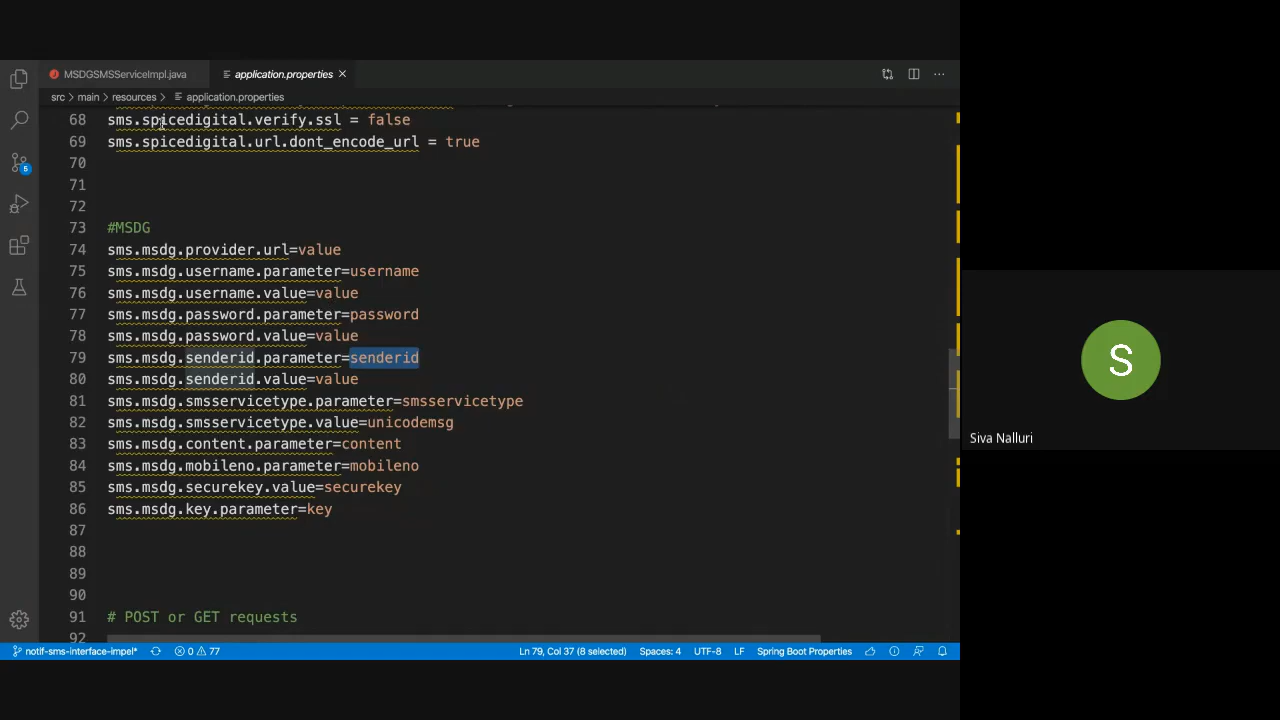 MSDGSMSServiceImpl.java
application.properties
src > main > resources > application.properties
68 sms.spicedigital.verify.ssl = false
69 sms.spicedigital.url.dont_encode_url = true
70
71
72
73 #MSDG
74 sms.msdg.provider.url=value
75 sms.msdg.username.parameter=username
76 sms.msdg.username.value=value
77 sms.msdg.password.parameter=password
78 sms.msdg.password.value=value
79 sms.msdg.senderid.parameter=senderid
80 sms.msdg.senderid.value=value
81 sms.msdg.smsservicetype.parameter=smsservicetype
82 sms.msdg.smsservicetype.value=unicodemsg
83 sms.msdg.content.parameter=content
84 sms.msdg.mobileno.parameter=mobileno
85 sms.msdg.securekey.value=securekey
86 sms.msdg.key.parameter=key
87
88
89
90
91 # POST or GET requests
92
5
notif-sms-interface-impel* 0 77 Ln 79, Col 37 (8 selected) Spaces: 4 UTF-8 LF Spring Boot Properties
S
Siva Nalluri